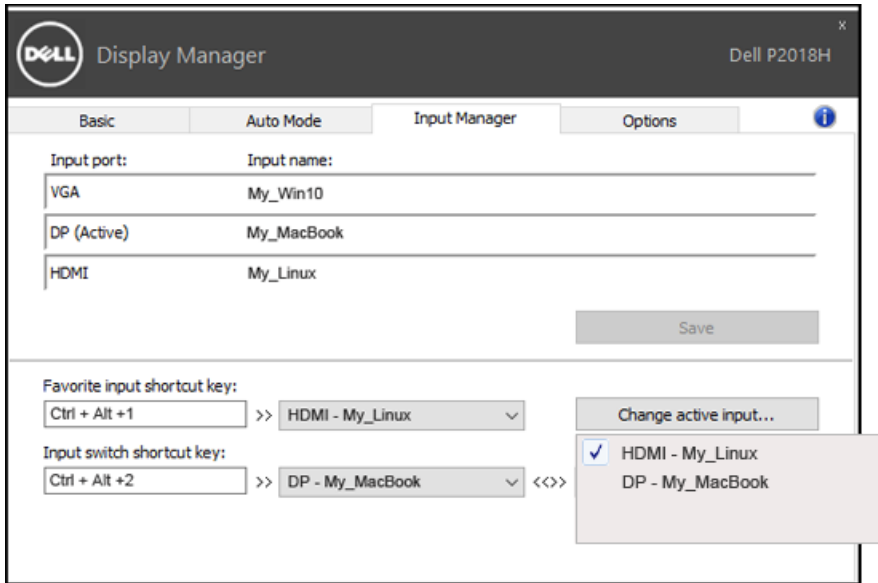 x
DELL Display Manager Dell P2018H
Basic Auto Mode Input Manager Options i
Input port: Input name:
VGA My_Win10
DP (Active) My_MacBook
HDMI My_Linux
Save
Favorite input shortcut key:
Ctrl + Alt +1 >> HDMI - My_Linux Change active input...
Input switch shortcut key:
✓ HDMI - My_Linux
Ctrl + Alt +2 >> DP - My_MacBook <<>> DP - My_MacBook